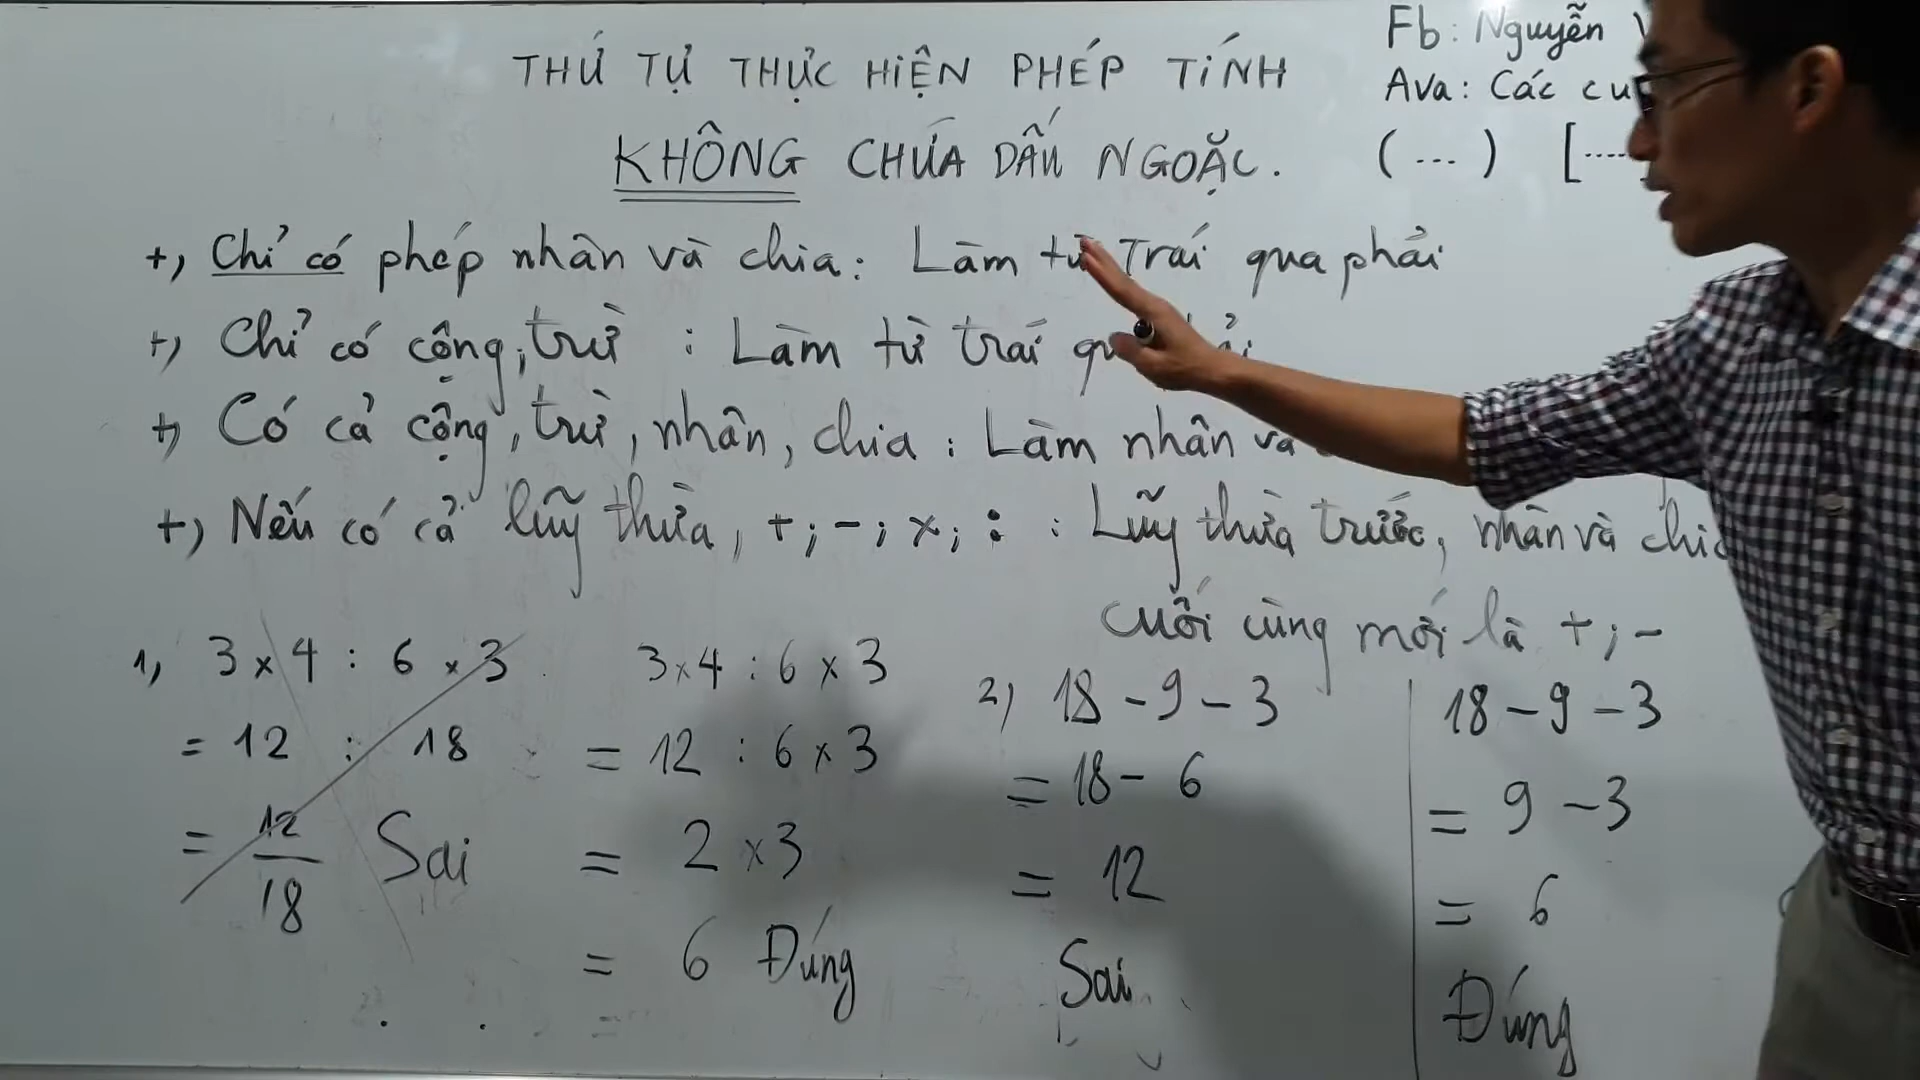 THỨ TỰ THỰC HIỆN PHÉP TÍNH
KHÔNG CHỨA DẤU NGOẶC.
Fb: Nguyễn
Ava: Các
(...) [.....
+, Chỉ có phép nhân và chia: Làm từ Trái qua phải
+, Chỉ có cộng, trừ : Làm từ trái
+, Có cả cộng, trừ, nhân, chia : Làm nhân và
+, Nếu có cả lũy thừa, +; -; ×; : : Lũy thừa trước, nhân và chia
cuối cùng mới là +; -
1, 3 × 4 : 6 × 3
= 12 : 18
= 12/18 Sai
3 × 4 : 6 × 3
= 12 : 6 × 3
= 2 × 3
= 6 Đúng
2) 18 - 9 - 3
= 18 - 6
= 12
Sai
18 - 9 - 3
= 9 - 3
= 6
Đúng